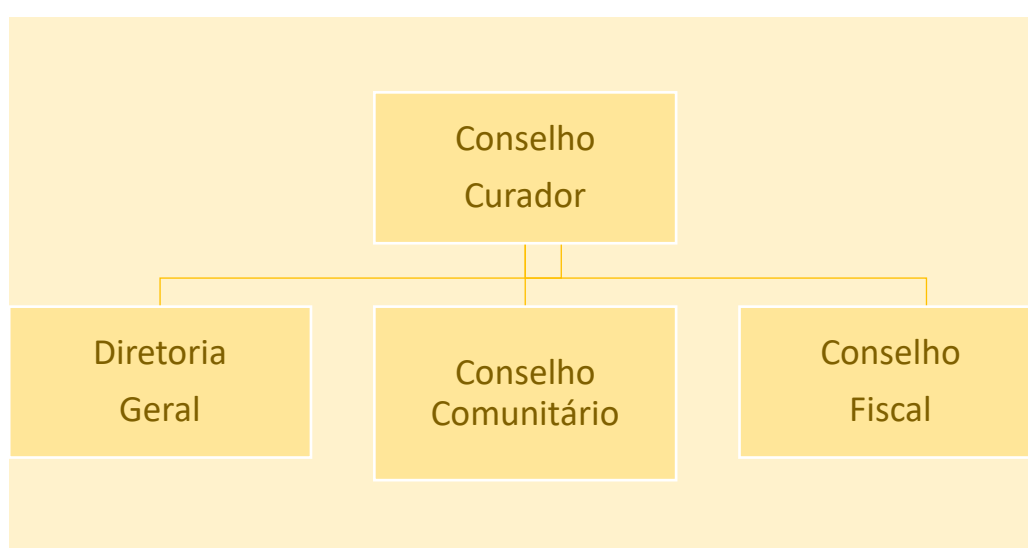 Conselho
Curador
Diretoria
Geral
Conselho
Comunitário
Conselho
Fiscal